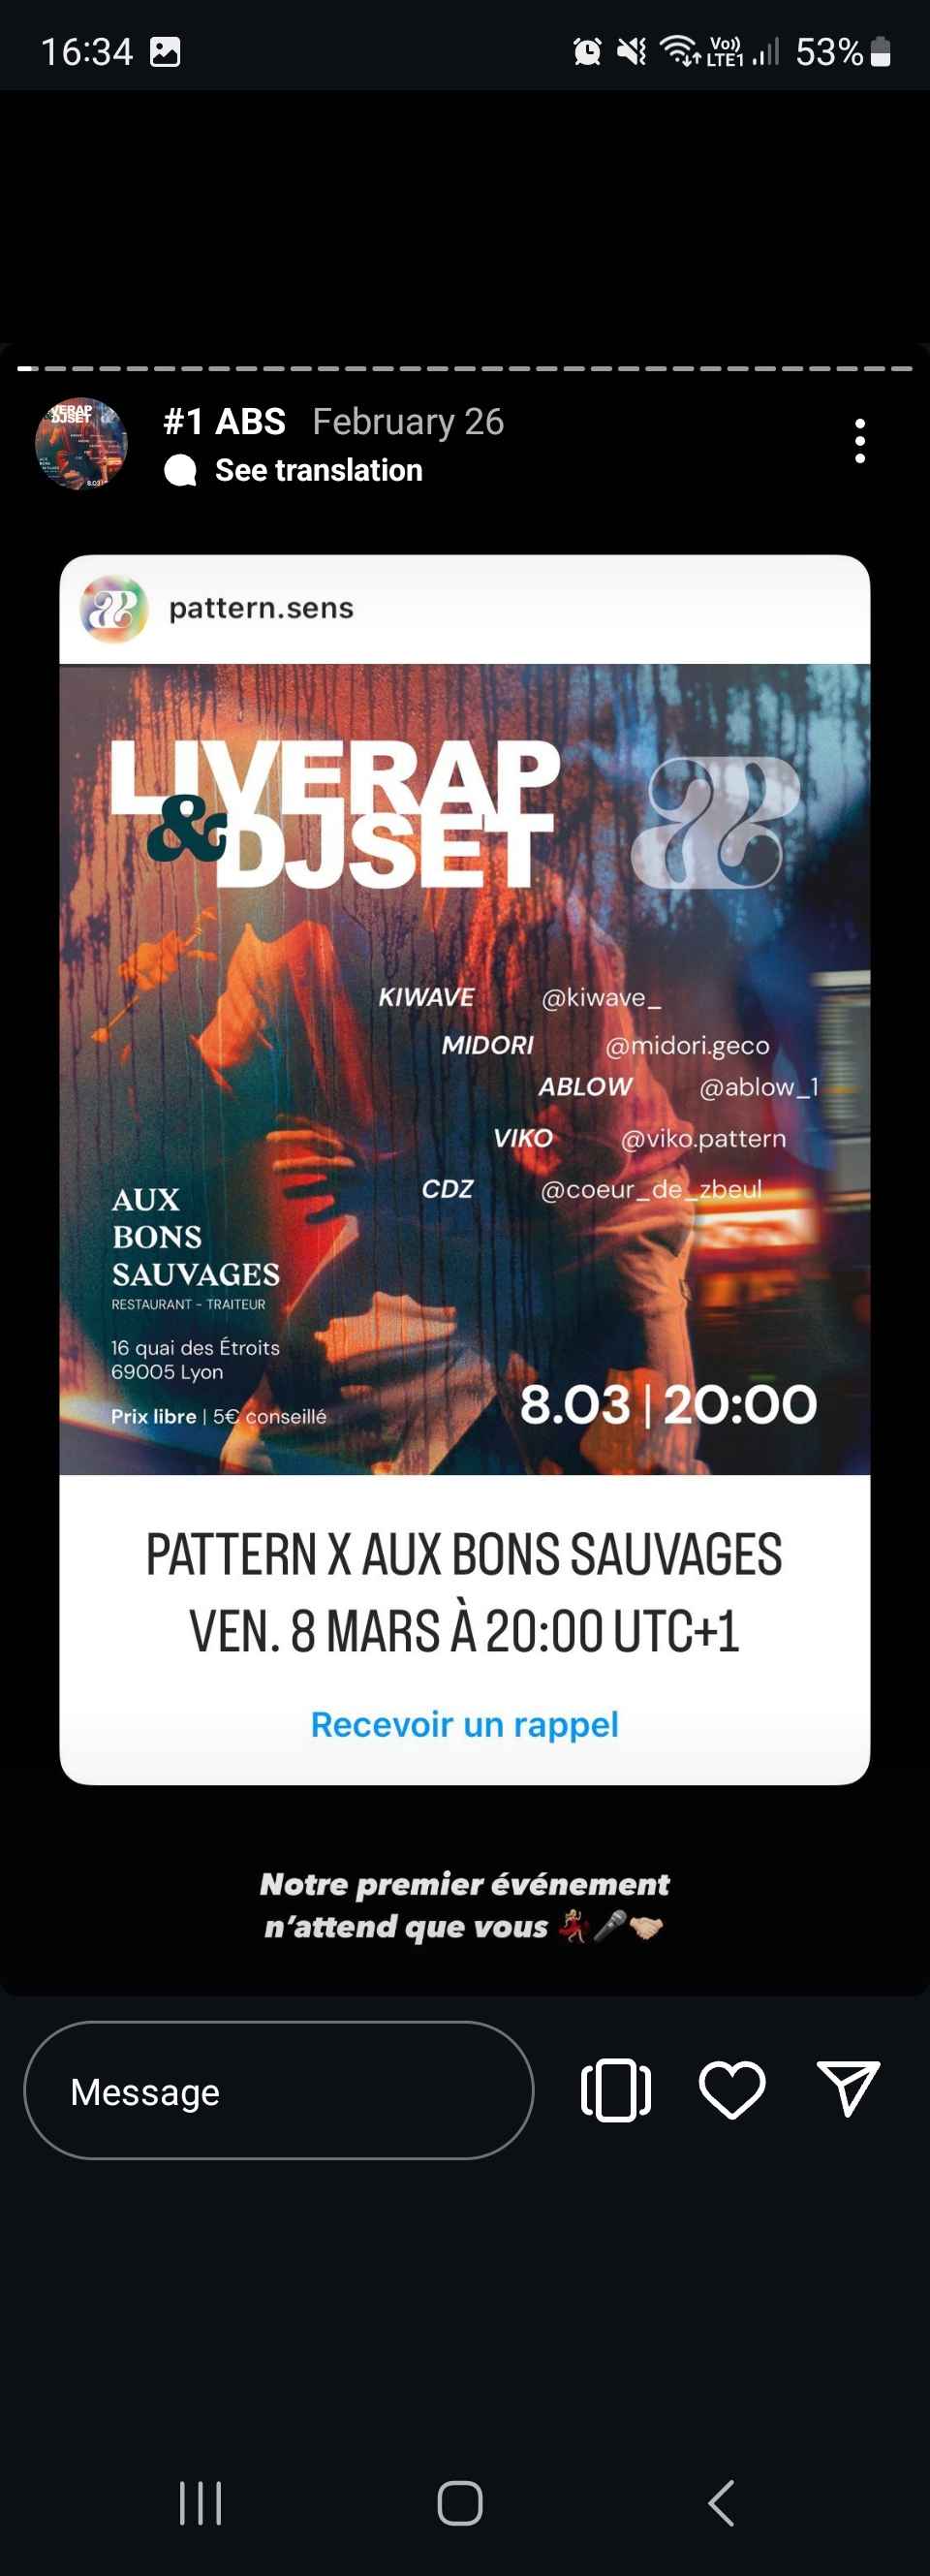 16:34
Vo))
LTE1
53%
#1 ABS February 26
See translation
pattern.sens
LIVERAP
&DJSET
KIWAVE @kiwave_
MIDORI @midori.geco
ABLOW @ablow_1
VIKO @viko.pattern
CDZ @coeur_de_zbeul
AUX
BONS
SAUVAGES
RESTAURANT - TRAITEUR
16 quai des Étroits
69005 Lyon
Prix libre | 5€ conseillé
8.03 | 20:00
PATTERN X AUX BONS SAUVAGES
VEN. 8 MARS À 20:00 UTC+1
Recevoir un rappel
Notre premier événement
n’attend que vous 💃🏼🎤🤝🏼
Message